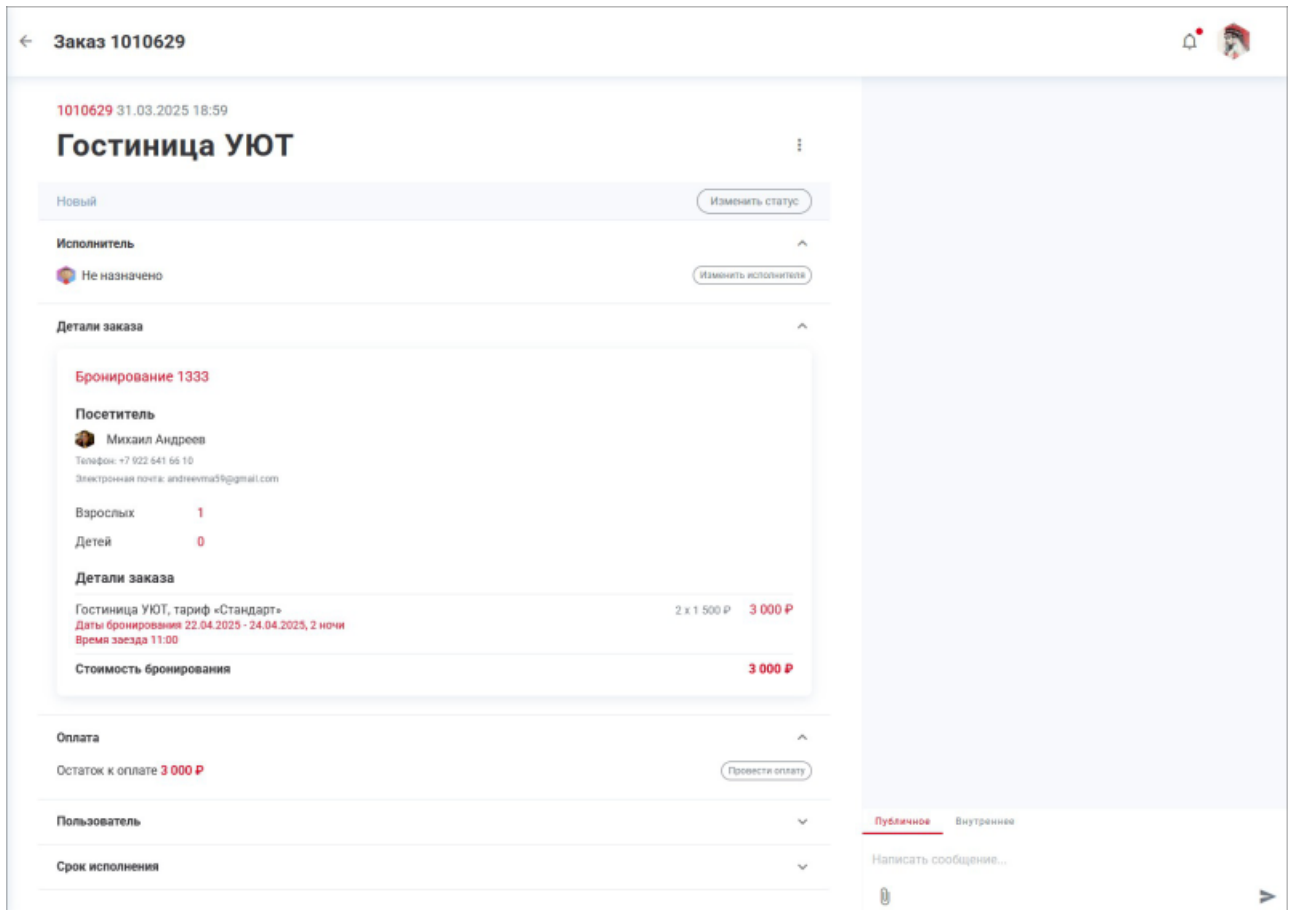 Заказ 1010629
1010629 31.03.2025 18:59
Гостиница УЮТ
Новый
Изменить статус
Исполнитель
Не назначено
Изменить исполнителя
Детали заказа
Бронирование 1333
Посетитель
Михаил Андреев
Телефон: +7 922 641 66 10
Электронная почта: andreevma59@gmail.com
Взрослых 1
Детей 0
Детали заказа
Гостиница УЮТ, тариф «Стандарт» 2 x 1 500 ₽ 3 000 ₽
Даты бронирования 22.04.2025 - 24.04.2025, 2 ночи
Время заезда 11:00
Стоимость бронирования 3 000 ₽
Оплата
Остаток к оплате 3 000 ₽
Провести оплату
Пользователь
Срок исполнения
Публичное Внутреннее
Написать сообщение...